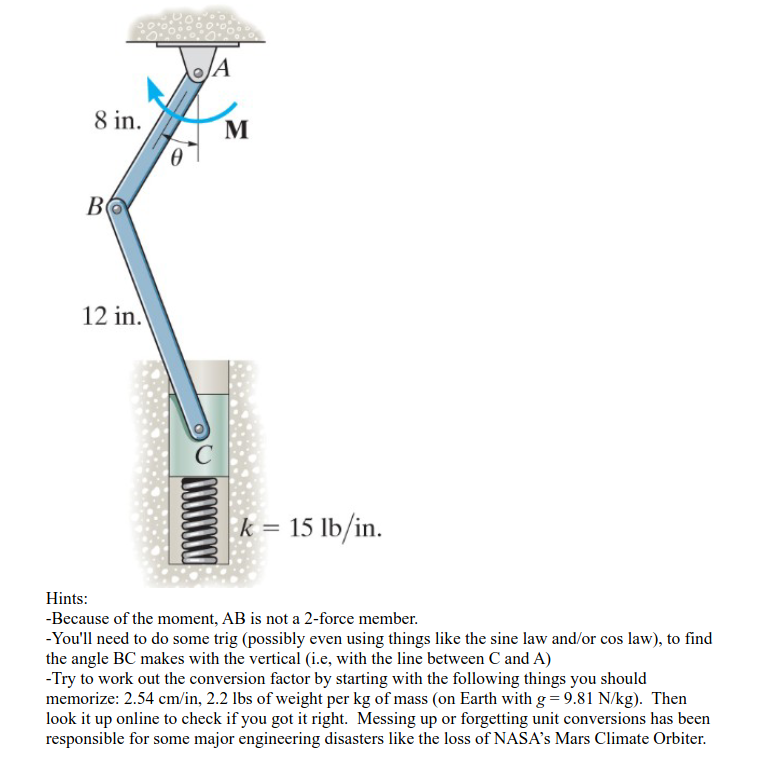 A
8 in.
M
θ
B
12 in.
C
k = 15 lb/in.
Hints:
-Because of the moment, AB is not a 2-force member.
-You'll need to do some trig (possibly even using things like the sine law and/or cos law), to find
the angle BC makes with the vertical (i.e, with the line between C and A)
-Try to work out the conversion factor by starting with the following things you should
memorize: 2.54 cm/in, 2.2 lbs of weight per kg of mass (on Earth with g = 9.81 N/kg).  Then
look it up online to check if you got it right.  Messing up or forgetting unit conversions has been
responsible for some major engineering disasters like the loss of NASA’s Mars Climate Orbiter.